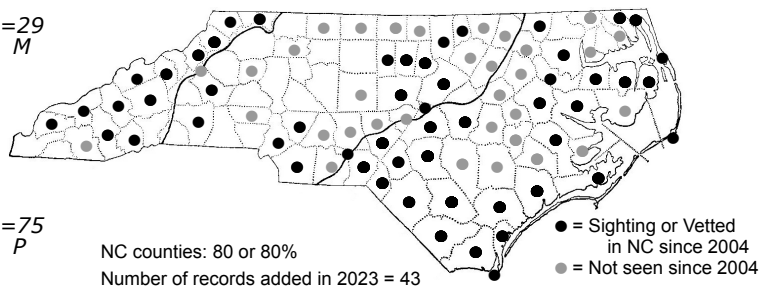 =29
M
=75
P
NC counties: 80 or 80%
Number of records added in 2023 = 43
= Sighting or Vetted
in NC since 2004
= Not seen since 2004